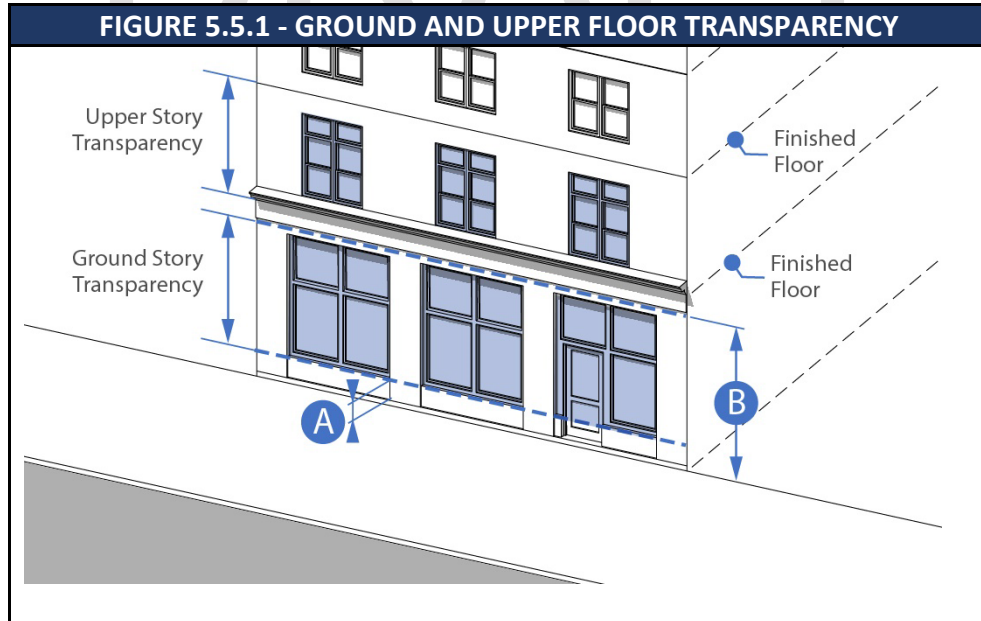 FIGURE 5.5.1 - GROUND AND UPPER FLOOR TRANSPARENCY
Upper Story
Transparency
Finished
Floor
Ground Story
Transparency
Finished
Floor
A
B